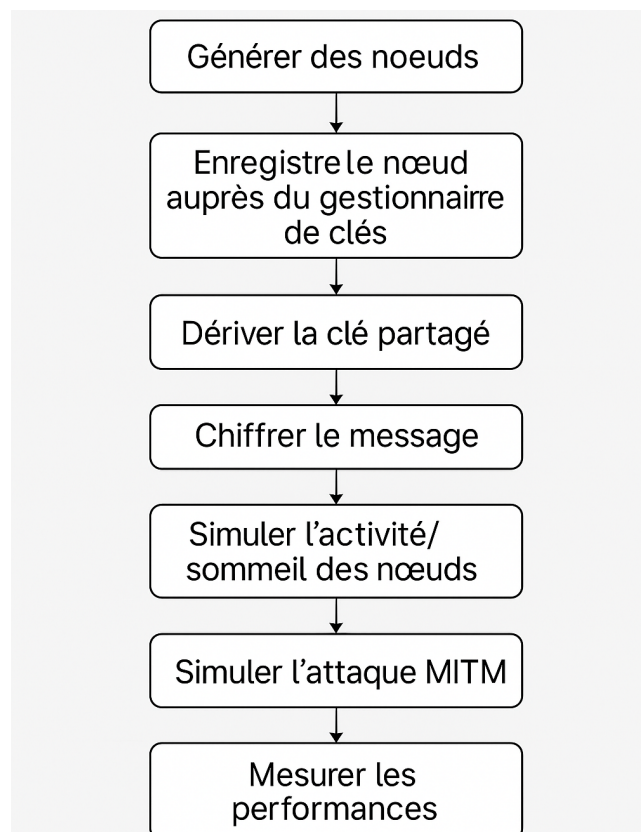 Générer des noeuds
Enregistre le nœud
auprès du gestionnairre
de clés
Dériver la clé partagé
Chiffrer le message
Simuler l’activité/
sommeil des nœuds
Simuler l’attaque MITM
Mesurer les
performances